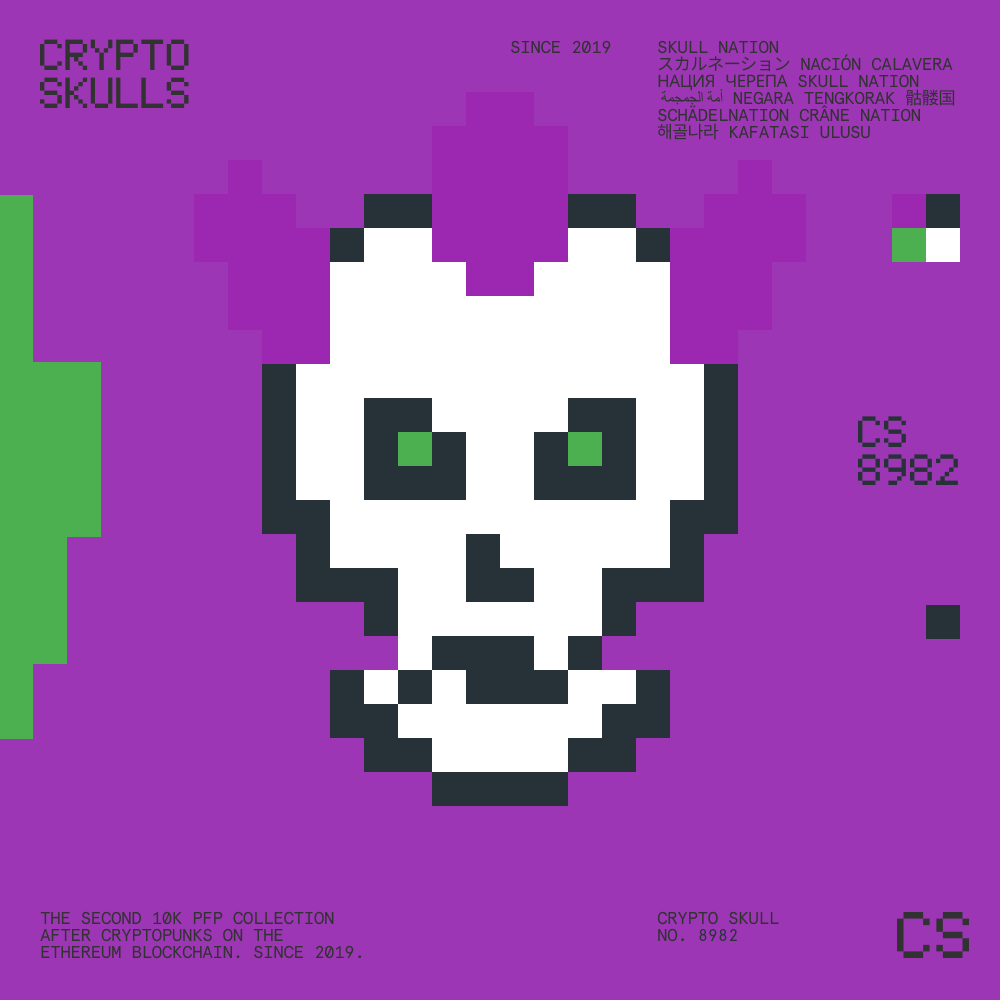 CRYPTO
SKULLS
SINCE 2019
SKULL NATION
スカルネーション NACIÓN CALAVERA
НАЦИЯ ЧЕРЕПА SKULL NATION
أمة الجمجمة NEGARA TENGKORAK 骷髅国
SCHÄDELNATION CRÂNE NATION
해골나라 KAFATASI ULUSU
CS
8982
THE SECOND 10K PFP COLLECTION
AFTER CRYPTOPUNKS ON THE
ETHEREUM BLOCKCHAIN. SINCE 2019.
CRYPTO SKULL
NO. 8982
CS